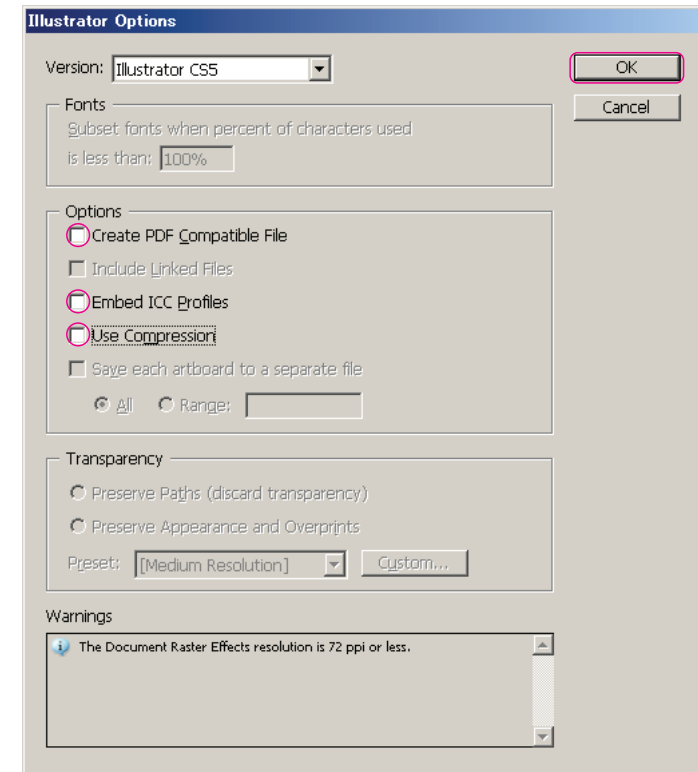 Illustrator Options
Version: Illustrator CS5
OK
Cancel
Fonts
Subset fonts when percent of characters used
is less than: 100%
Options
Create PDF Compatible File
Include Linked Files
Embed ICC Profiles
Use Compression
Save each artboard to a separate file
All Range:
Transparency
Preserve Paths (discard transparency)
Preserve Appearance and Overprints
Preset: [Medium Resolution] Custom...
Warnings
The Document Raster Effects resolution is 72 ppi or less.